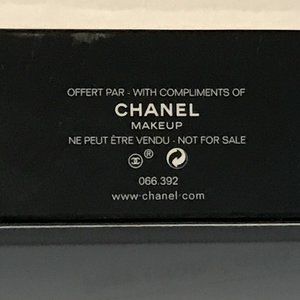 OFFERT PAR - WITH COMPLIMENTS OF
CHANEL
MAKEUP
NE PEUT ÊTRE VENDU - NOT FOR SALE
®
066.392
www.chanel.com